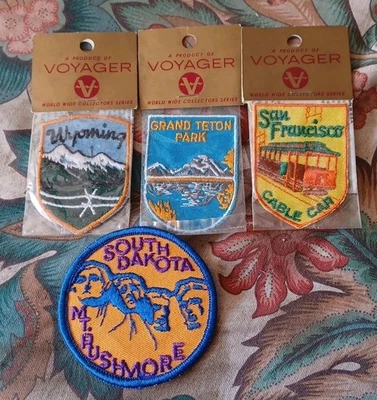 A PRODUCT OF
VOYAGER
V
WORLD WIDE COLLECTORS SERIES
Wyoming
A PRODUCT OF
VOYAGER
V
WORLD WIDE COLLECTORS SERIES
GRAND TETON
PARK
A PRODUCT OF
VOYAGER
V
WORLD WIDE COLLECTORS SERIES
San
Francisco
CABLE CAR
SOUTH
DAKOTA
MT.
RUSHMORE